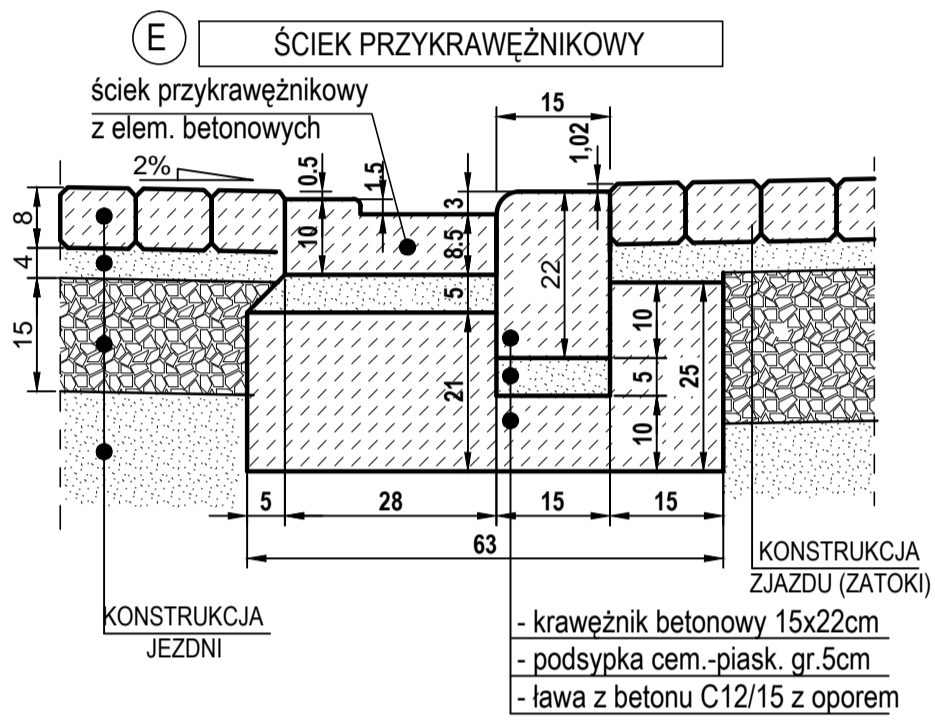 E
ŚCIEK PRZYKRAWĘŻNIKOWY
ściek przykrawężnikowy
z elem. betonowych
2%
0.5
1.5
15
1,02
3
8
4
15
10
8.5
5
21
22
10
5
10
25
5
28
15
15
63
KONSTRUKCJA
JEZDNI
KONSTRUKCJA
ZJAZDU (ZATOKI)
- krawężnik betonowy 15x22cm
- podsypka cem.-piask. gr.5cm
- ława z betonu C12/15 z oporem